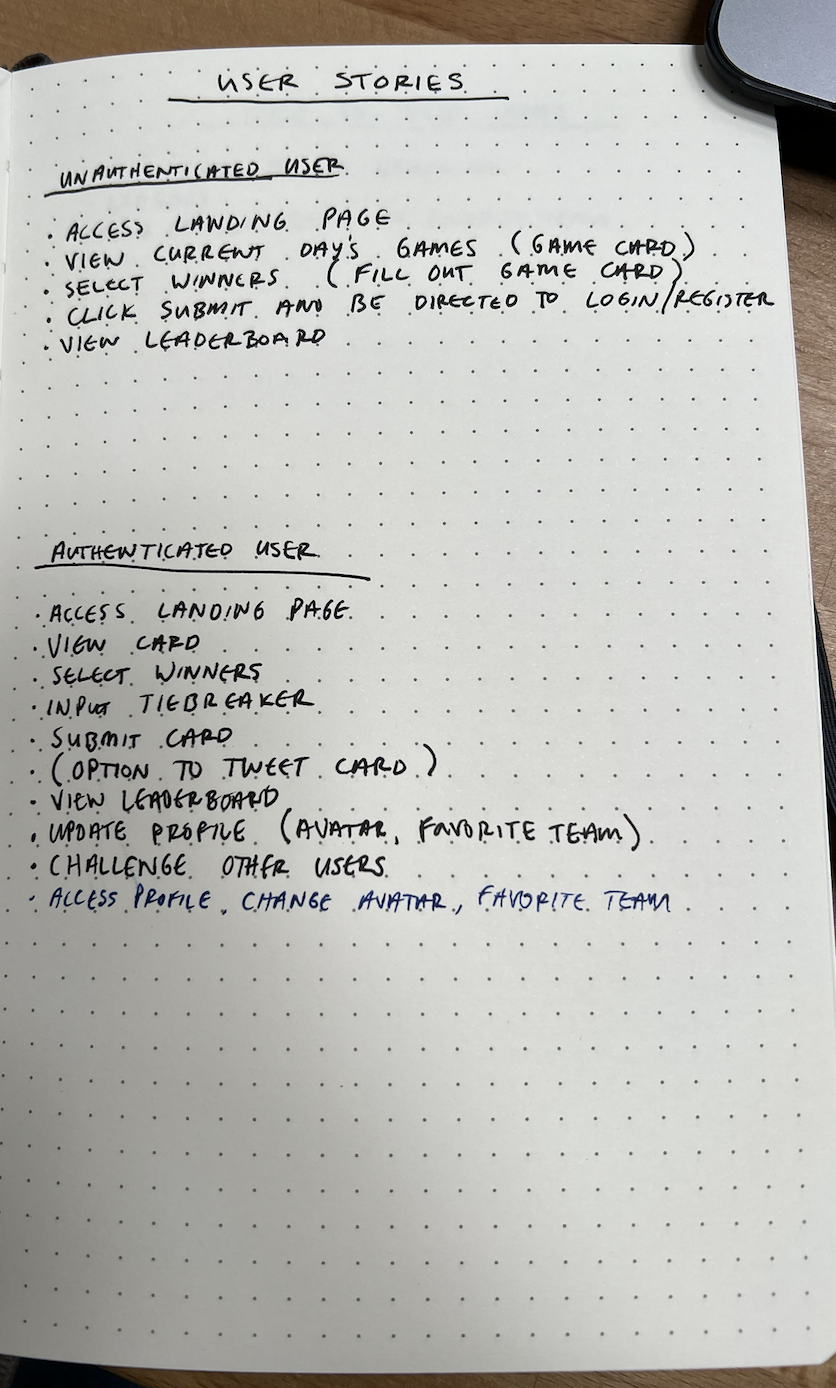 USER STORIES
UNAUTHENTICATED USER
· ACCESS LANDING PAGE
· VIEW CURRENT DAY'S GAMES (GAME CARD)
· SELECT WINNERS (FILL OUT GAME CARD)
· CLICK SUBMIT AND BE DIRECTED TO LOGIN/REGISTER
· VIEW LEADERBOARD
AUTHENTICATED USER
· ACCESS LANDING PAGE
· VIEW CARD
· SELECT WINNERS
· INPUT TIEBREAKER
· SUBMIT CARD
· (OPTION TO TWEET CARD)
· VIEW LEADERBOARD
· UPDATE PROFILE (AVATAR, FAVORITE TEAM)
· CHALLENGE OTHER USERS
· ACCESS PROFILE, CHANGE AVATAR, FAVORITE TEAM